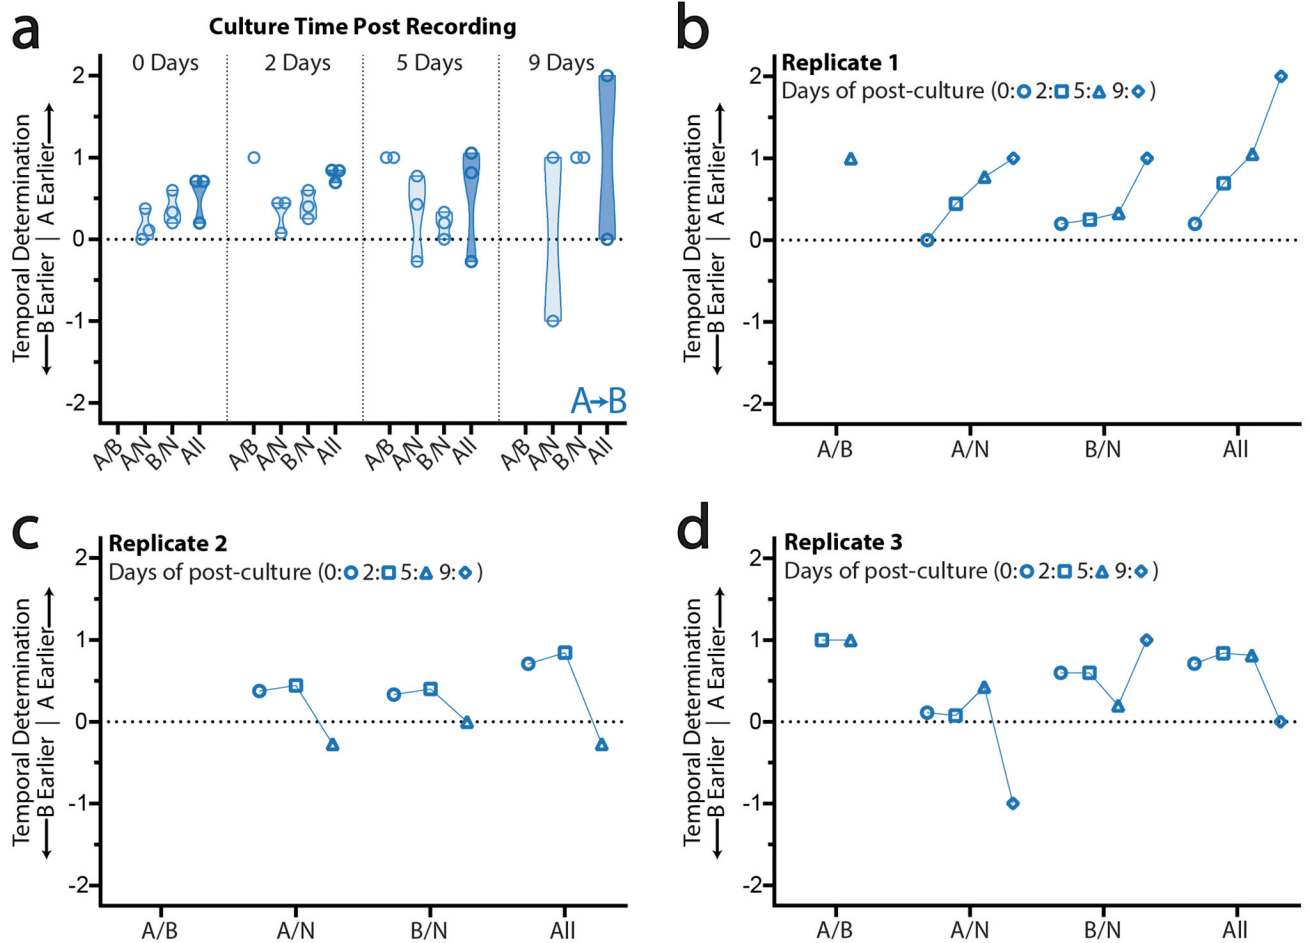 a
Culture Time Post Recording
0 Days 2 Days 5 Days 9 Days
Temporal Determination
←B Earlier | A Earlier→
2
1
0
-1
-2
A→B
A/B A/N B/N All A/B A/N B/N All A/B A/N B/N All A/B A/N B/N All
b
Replicate 1
Days of post-culture (0: 2: 5: 9: )
Temporal Determination
←B Earlier | A Earlier→
2
1
0
-1
-2
A/B A/N B/N All
c
Replicate 2
Days of post-culture (0: 2: 5: 9: )
Temporal Determination
←B Earlier | A Earlier→
2
1
0
-1
-2
A/B A/N B/N All
d
Replicate 3
Days of post-culture (0: 2: 5: 9: )
Temporal Determination
←B Earlier | A Earlier→
2
1
0
-1
-2
A/B A/N B/N All